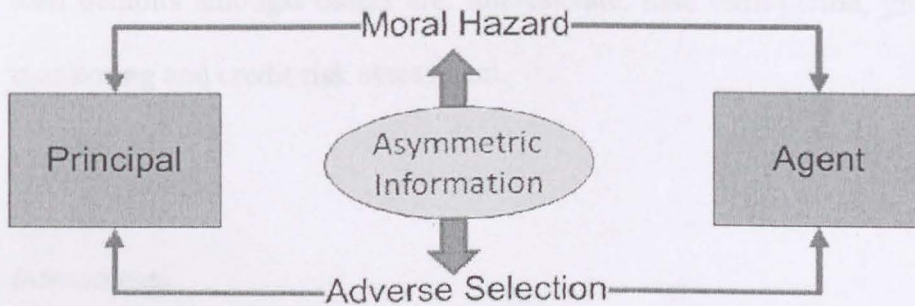 Moral Hazard
Principal
Asymmetric
Information
Agent
Adverse Selection